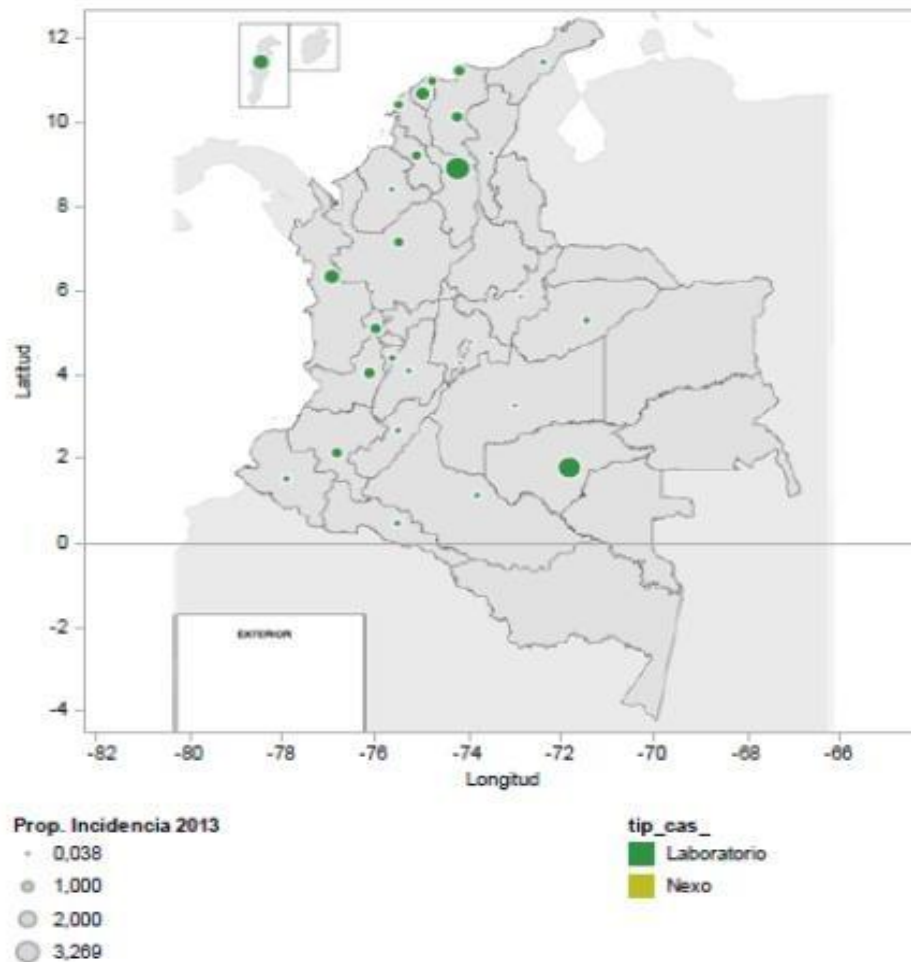 12
10
8
6
4
2
0
-2
-4
Latitud
EXTERIOR
-82 -80 -78 -76 -74 -72 -70 -68 -66
Longitud
Prop. Incidencia 2013
0,038
1,000
2,000
3,269
tip_cas_
Laboratorio
Nexo